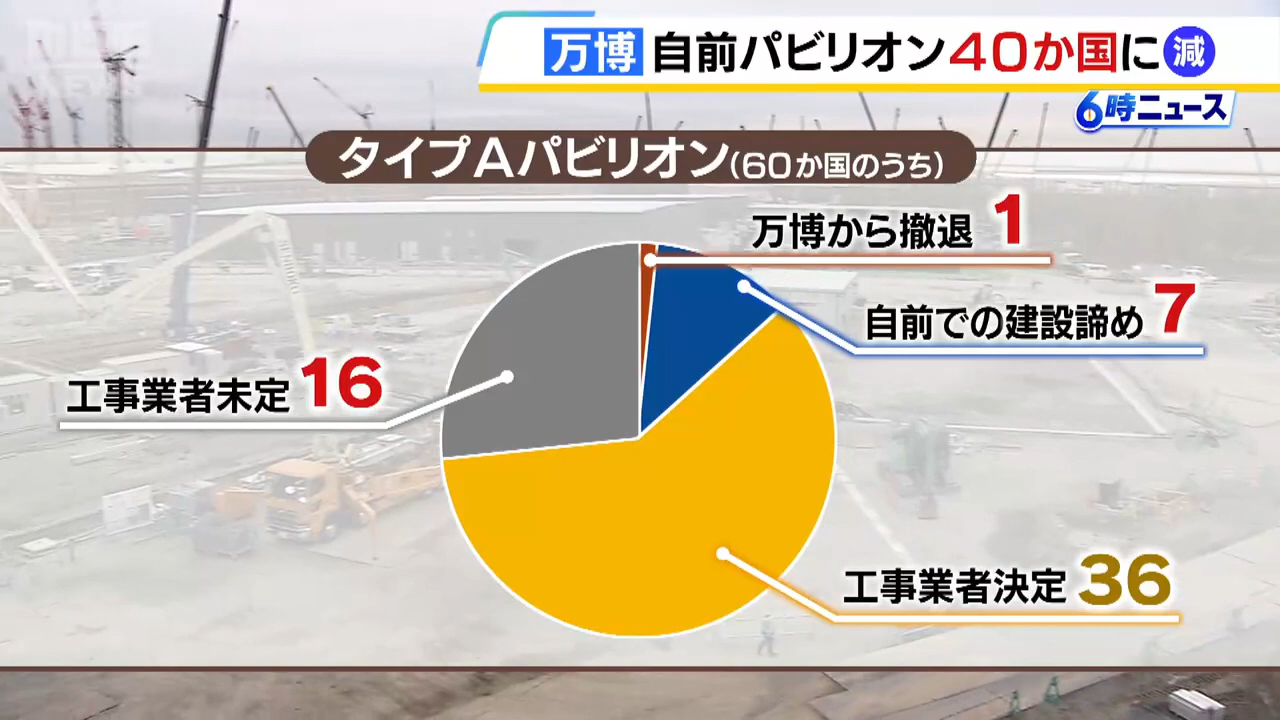 万博 自前パビリオン40か国に減
6時ニュース
タイプAパビリオン(60か国のうち)
万博から撤退 1
自前での建設諦め 7
工事業者未定 16
工事業者決定 36